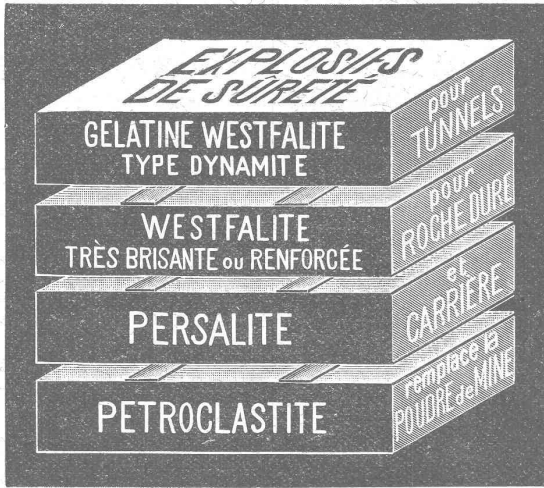 EXPLOSIFS
DE SÛRETÉ
GELATINE WESTFALITE
TYPE DYNAMITE
pour
TUNNELS
WESTFALITE
TRÈS BRISANTE ou RENFORCÉE
pour
ROCHE DURE
PERSALITE
et
CARRIÈRE
PETROCLASTITE
remplace la
POUDRE de MINE